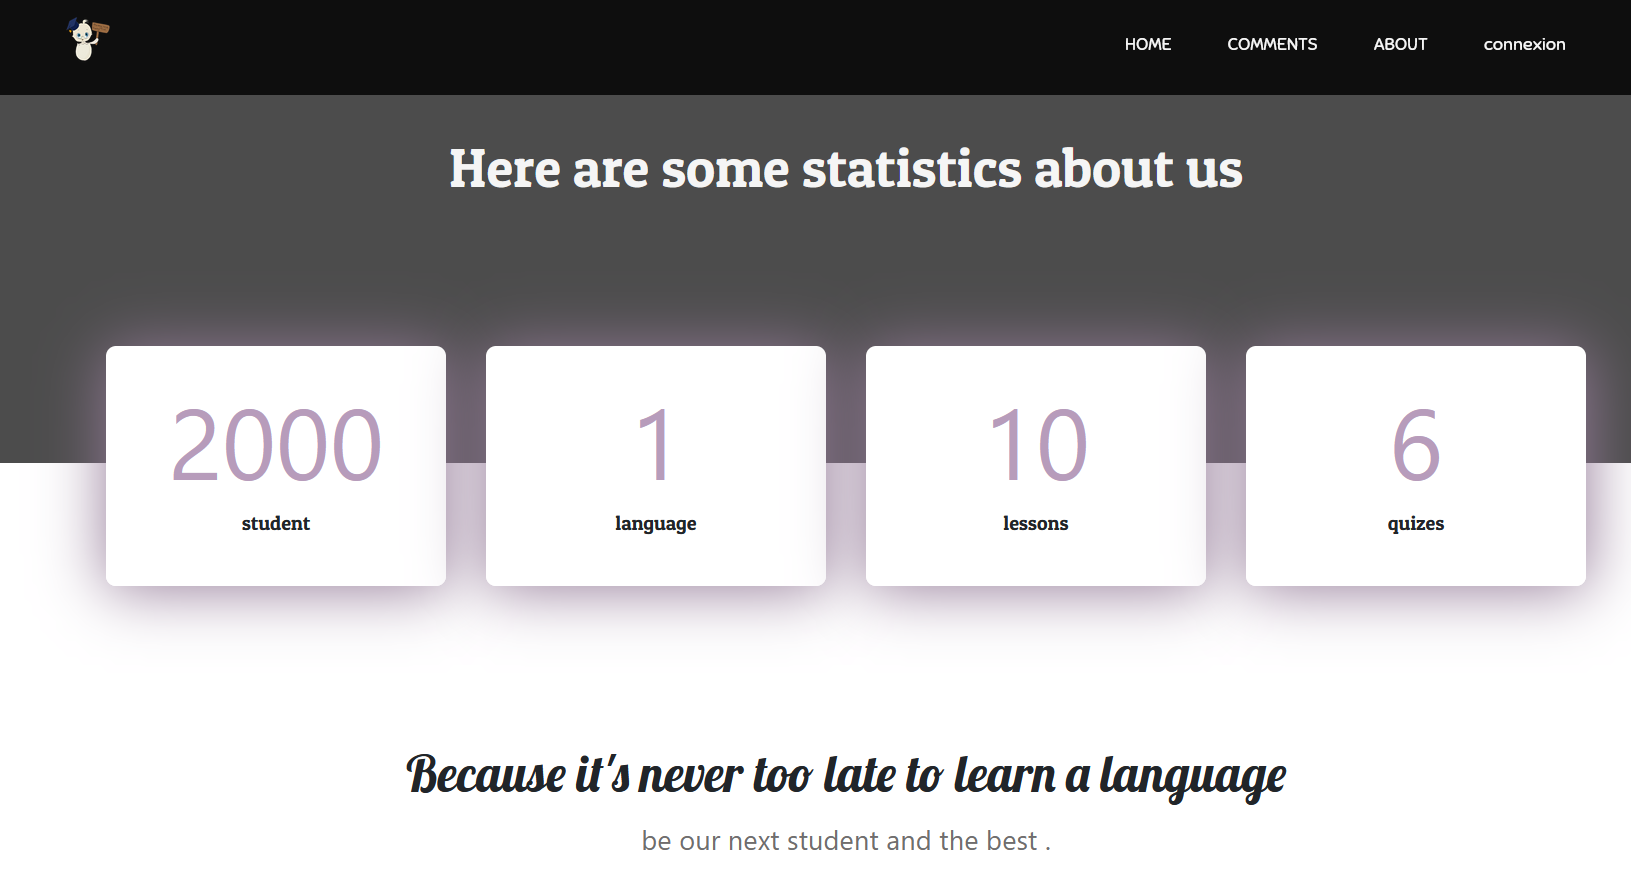 HOME COMMENTS ABOUT connexion
Here are some statistics about us
2000 1 10 6
student language lessons quizes
Because it's never too late to learn a language
be our next student and the best .